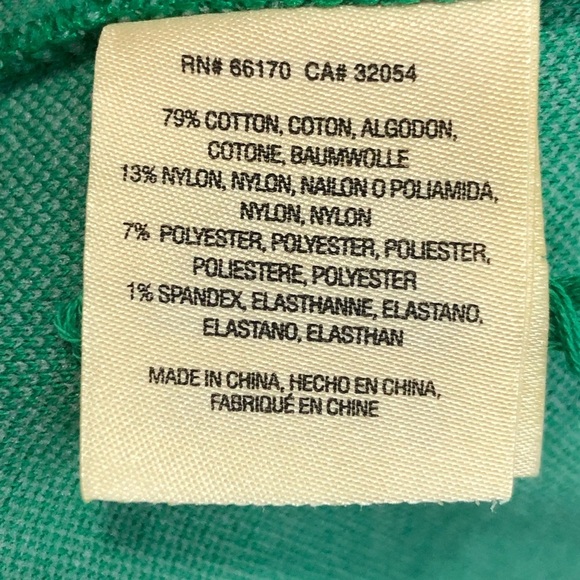 RN# 66170 CA# 32054
79% COTTON, COTON, ALGODON,
COTONE, BAUMWOLLE
13% NYLON, NYLON, NAILON O POLIAMIDA,
NYLON, NYLON
7% POLYESTER, POLYESTER, POLIESTER,
POLIESTERE, POLYESTER
1% SPANDEX, ELASTHANNE, ELASTANO,
ELASTANO, ELASTHAN
MADE IN CHINA, HECHO EN CHINA,
FABRIQUÉ EN CHINE